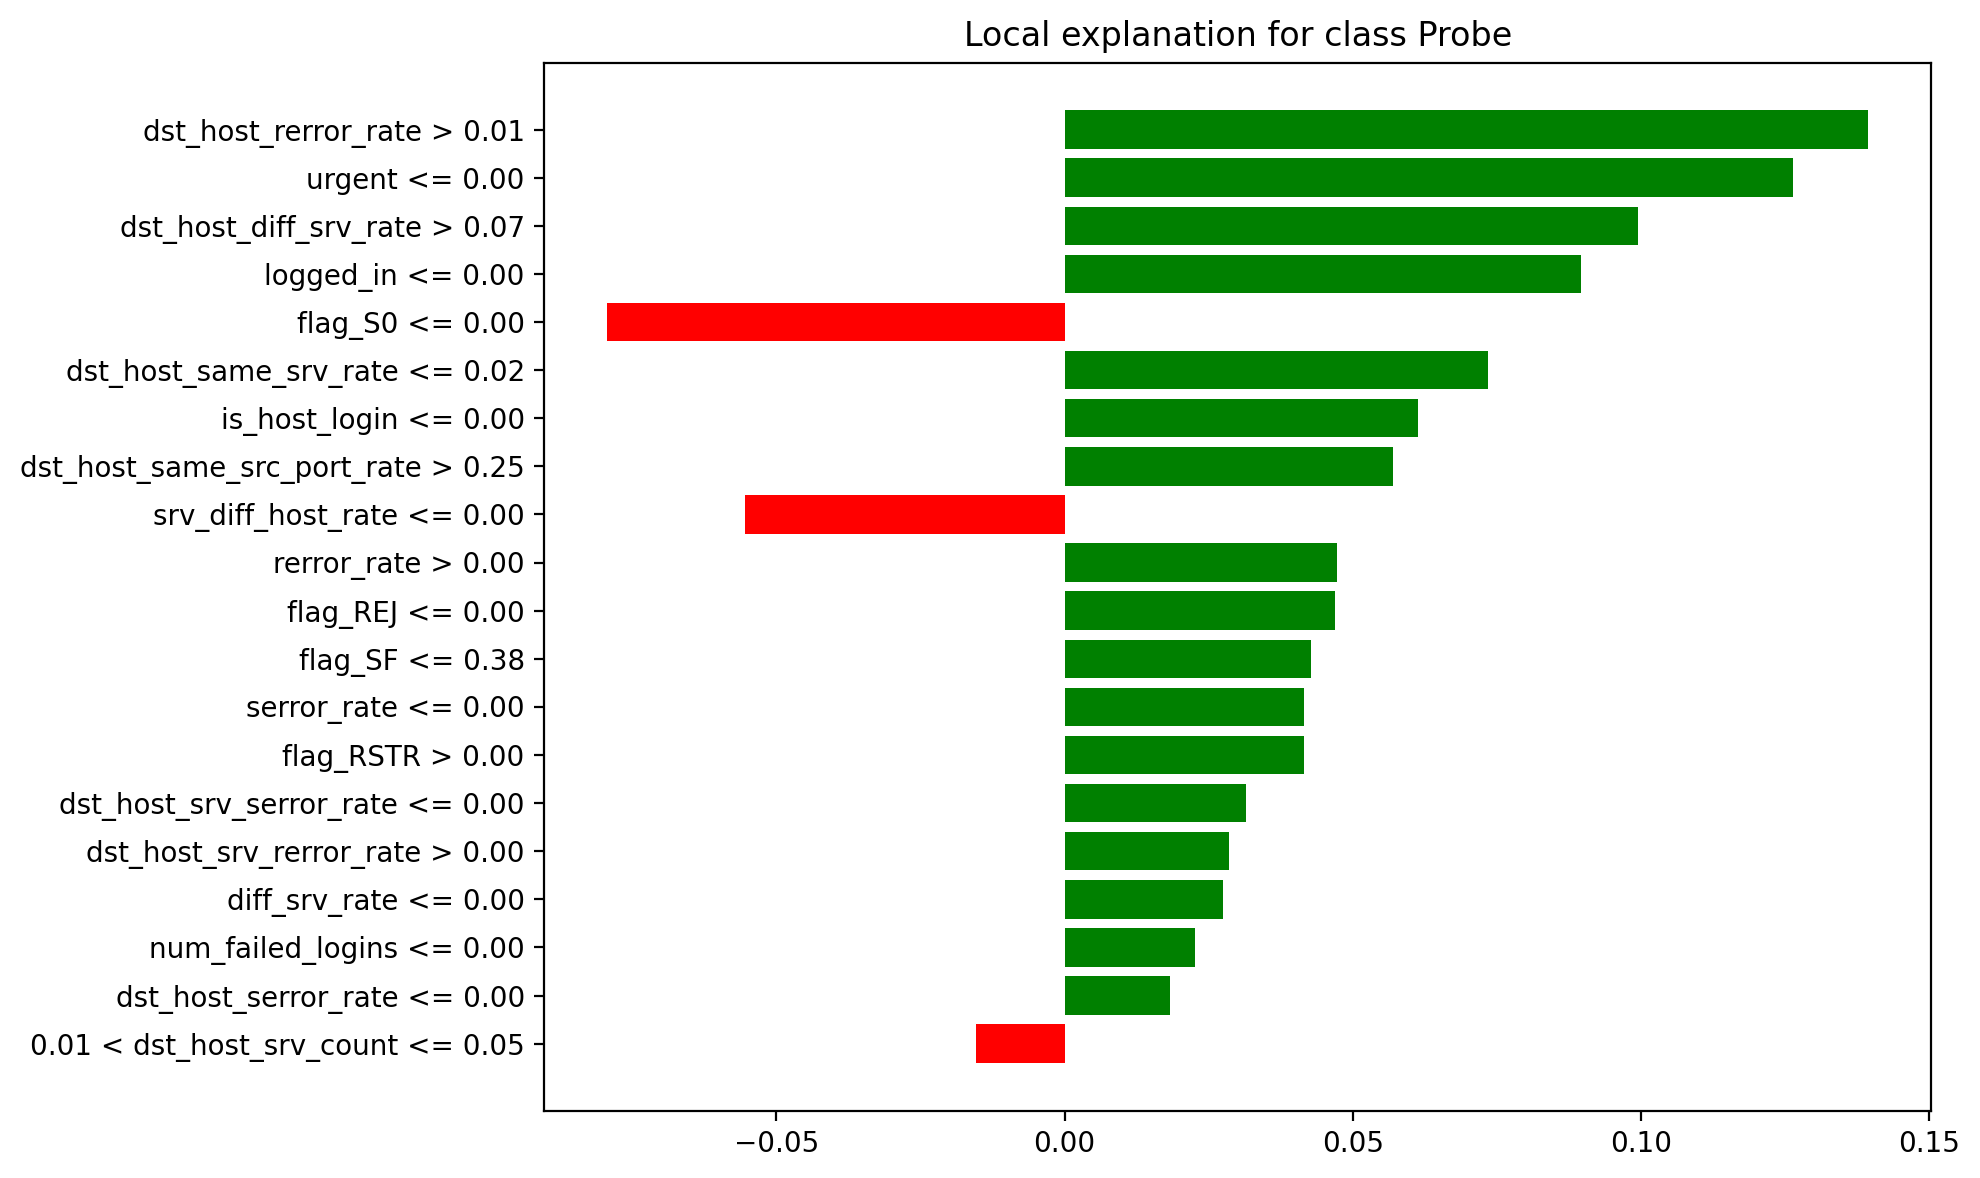 Local explanation for class Probe
dst_host_rerror_rate > 0.01
urgent <= 0.00
dst_host_diff_srv_rate > 0.07
logged_in <= 0.00
flag_S0 <= 0.00
dst_host_same_srv_rate <= 0.02
is_host_login <= 0.00
dst_host_same_src_port_rate > 0.25
srv_diff_host_rate <= 0.00
rerror_rate > 0.00
flag_REJ <= 0.00
flag_SF <= 0.38
serror_rate <= 0.00
flag_RSTR > 0.00
dst_host_srv_serror_rate <= 0.00
dst_host_srv_rerror_rate > 0.00
diff_srv_rate <= 0.00
num_failed_logins <= 0.00
dst_host_serror_rate <= 0.00
0.01 < dst_host_srv_count <= 0.05
−0.05 0.00 0.05 0.10 0.15